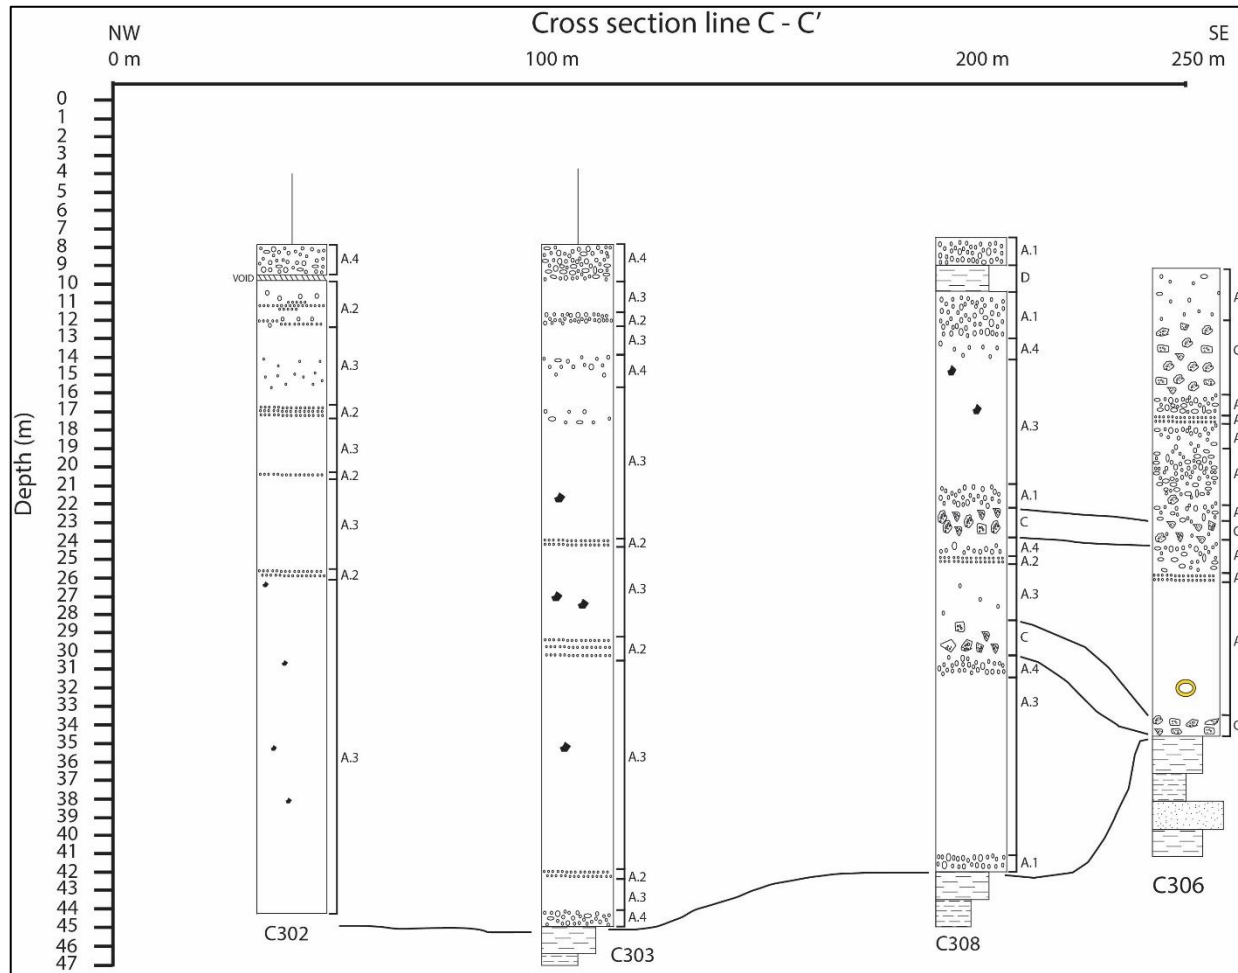 Cross section line C - C’
NW
SE
0 m
100 m
200 m
250 m
Depth (m)
0
1
2
3
4
5
6
7
8
9
10
11
12
13
14
15
16
17
18
19
20
21
22
23
24
25
26
27
28
29
30
31
32
33
34
35
36
37
38
39
40
41
42
43
44
45
46
47
A.4
VOID
A.2
A.3
A.2
A.3
A.2
A.3
A.2
A.3
C302
A.4
A.3
A.2
A.3
A.4
A.3
A.2
A.3
A.2
A.3
A.2
A.3
A.4
C303
A.1
D
A.1
A.4
A.3
A.1
C
A.4
A.2
A.3
C
A.4
A.3
A.1
C308
C306